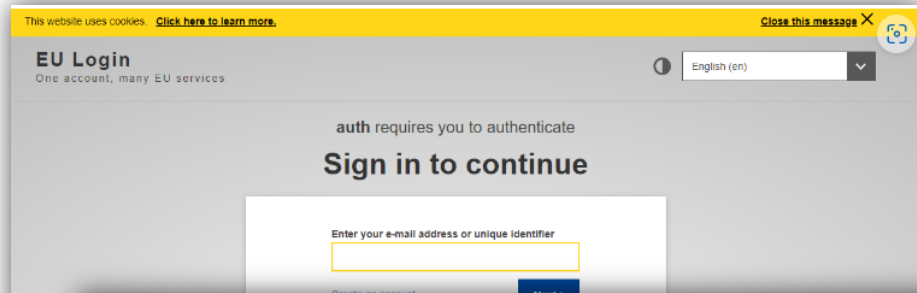 This website uses cookies. Click here to learn more. Close this message
EU Login
One account, many EU services
English (en)
auth requires you to authenticate
Sign in to continue
Enter your e-mail address or unique identifier